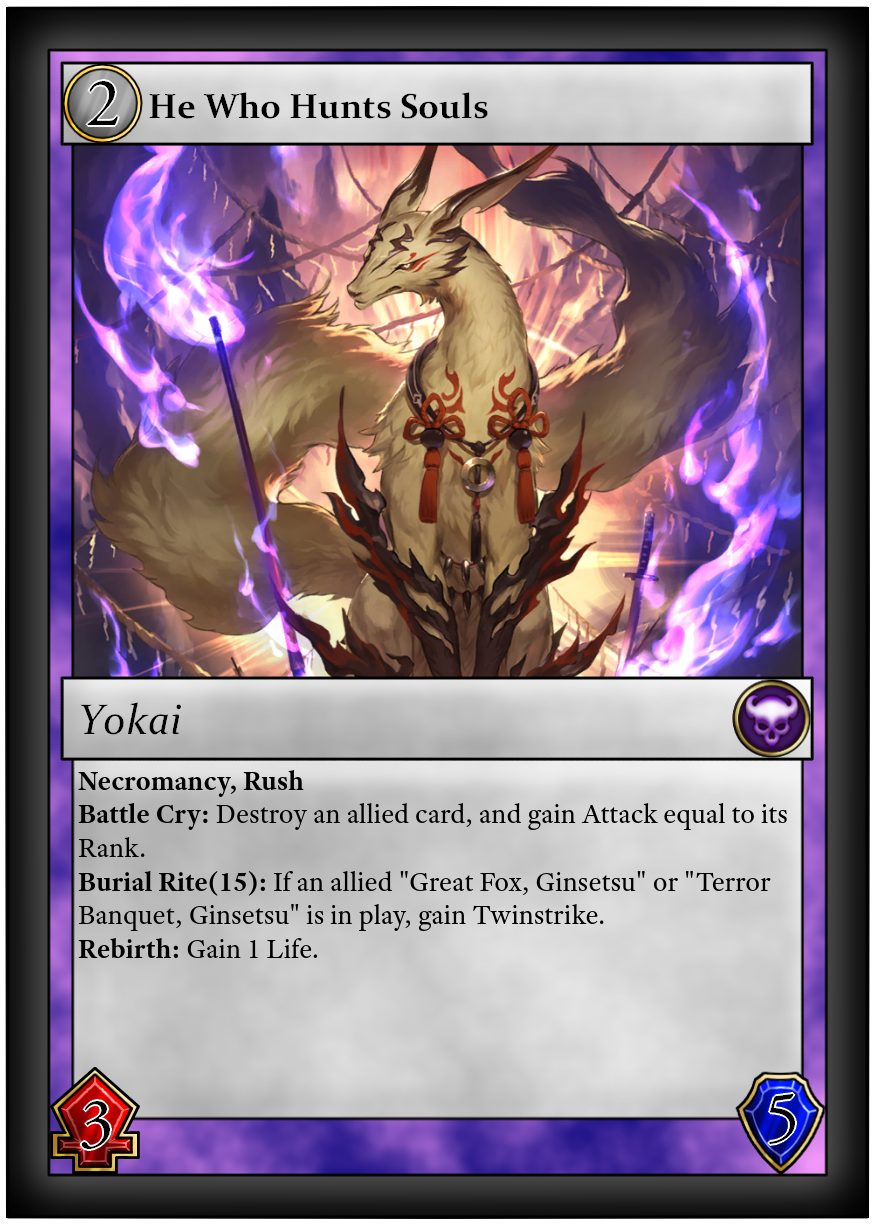 2 He Who Hunts Souls
Yokai
Necromancy, Rush
Battle Cry: Destroy an allied card, and gain Attack equal to its
Rank.
Burial Rite(15): If an allied "Great Fox, Ginsetsu" or "Terror
Banquet, Ginsetsu" is in play, gain Twinstrike.
Rebirth: Gain 1 Life.
3
5